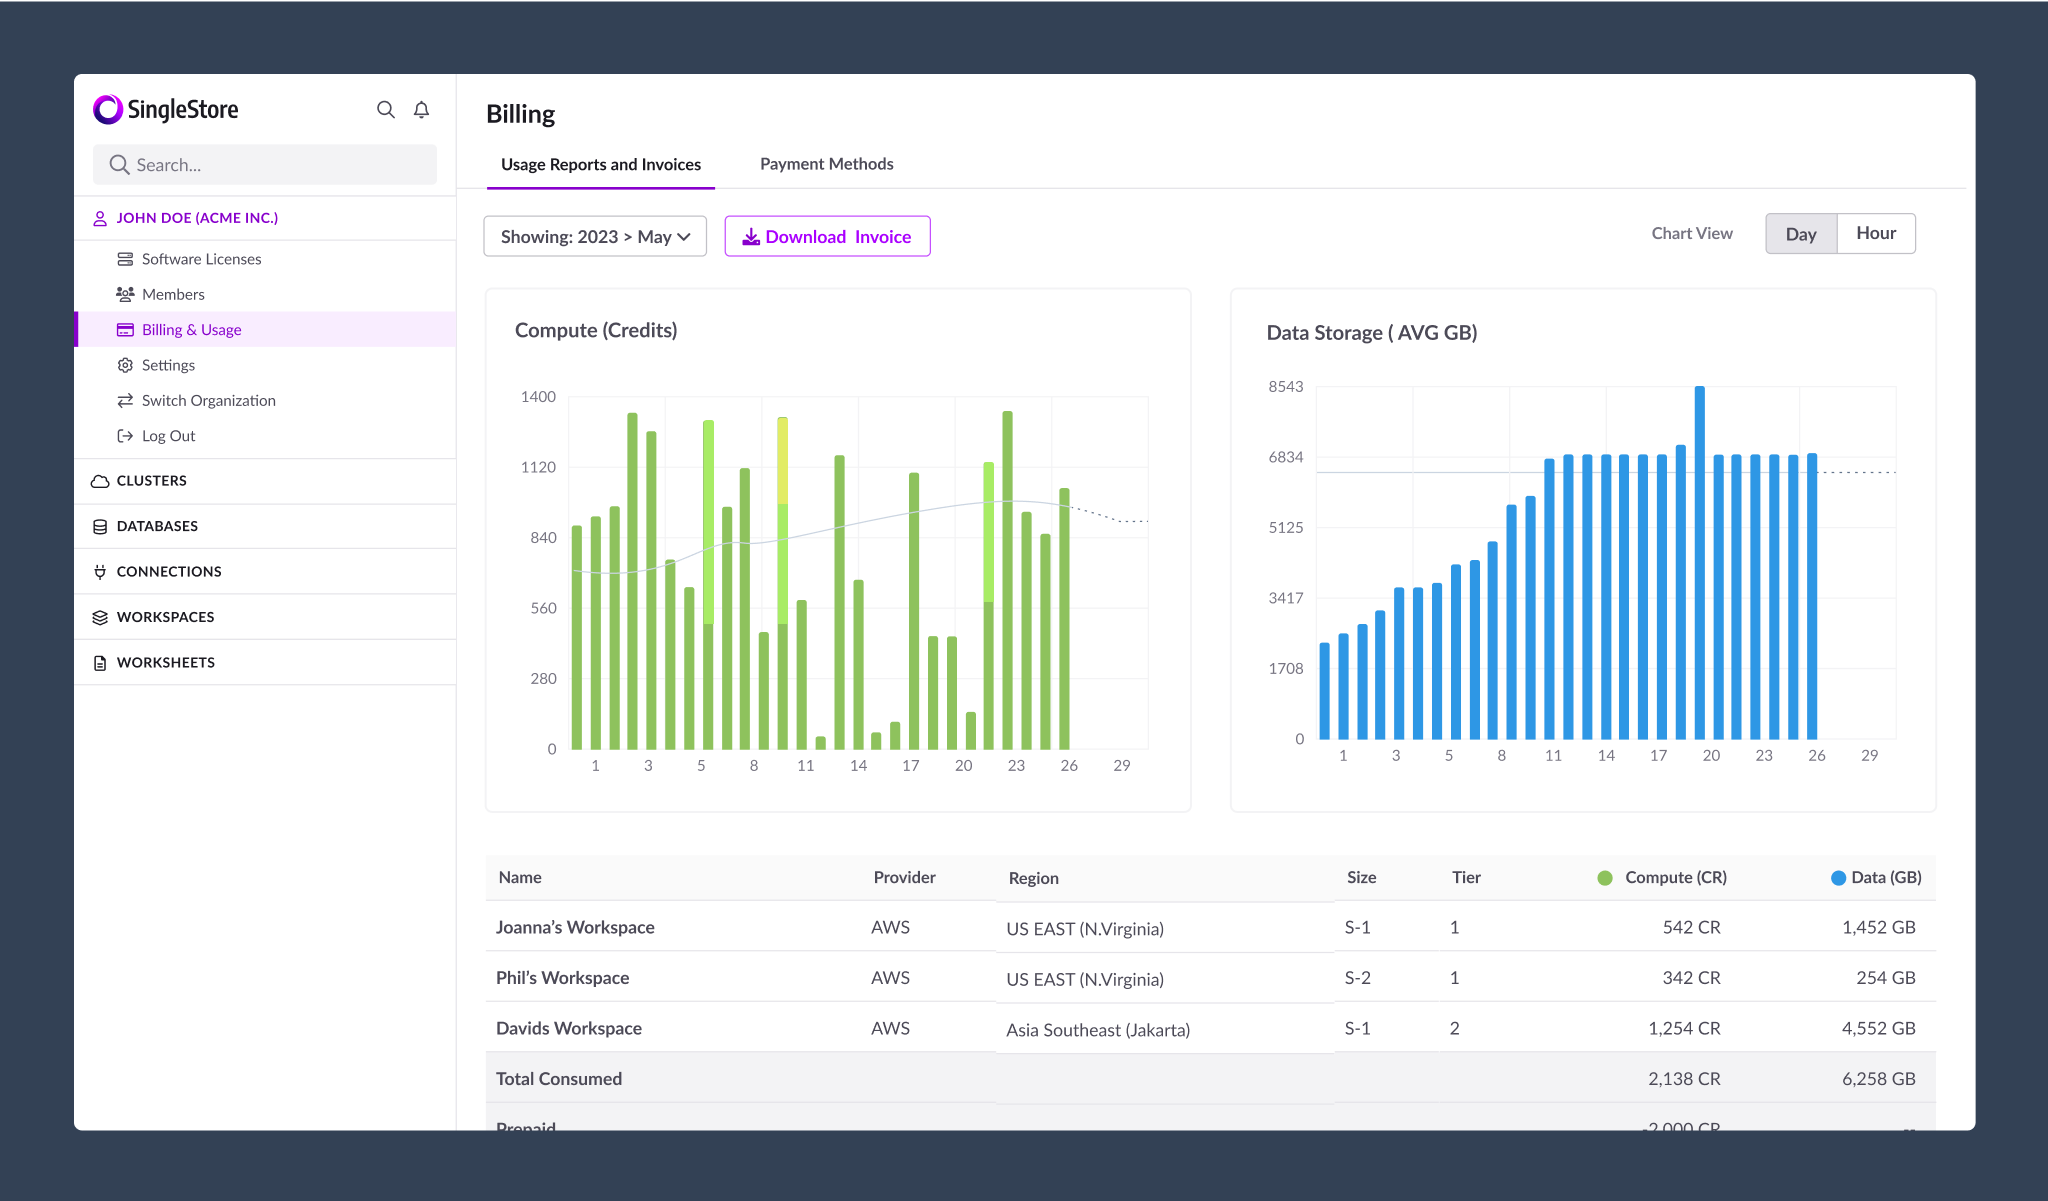 SingleStore
Search...
JOHN DOE (ACME INC.)
Software Licenses
Members
Billing & Usage
Settings
Switch Organization
Log Out
CLUSTERS
DATABASES
CONNECTIONS
WORKSPACES
WORKSHEETS
Billing
Usage Reports and Invoices Payment Methods
Showing: 2023 > May Download Invoice Chart View Day Hour
Compute (Credits)
1400
1120
840
560
280
0
1 3 5 8 11 14 17 20 23 26 29
Data Storage ( AVG GB)
8543
6834
5125
3417
1708
0
1 3 5 8 11 14 17 20 23 26 29
Name Provider Region Size Tier Compute (CR) Data (GB)
Joanna’s Workspace AWS US EAST (N.Virginia) S-1 1 542 CR 1,452 GB
Phil’s Workspace AWS US EAST (N.Virginia) S-2 1 342 CR 254 GB
Davids Workspace AWS Asia Southeast (Jakarta) S-1 2 1,254 CR 4,552 GB
Total Consumed 2,138 CR 6,258 GB
Prepaid -2,000 CR --